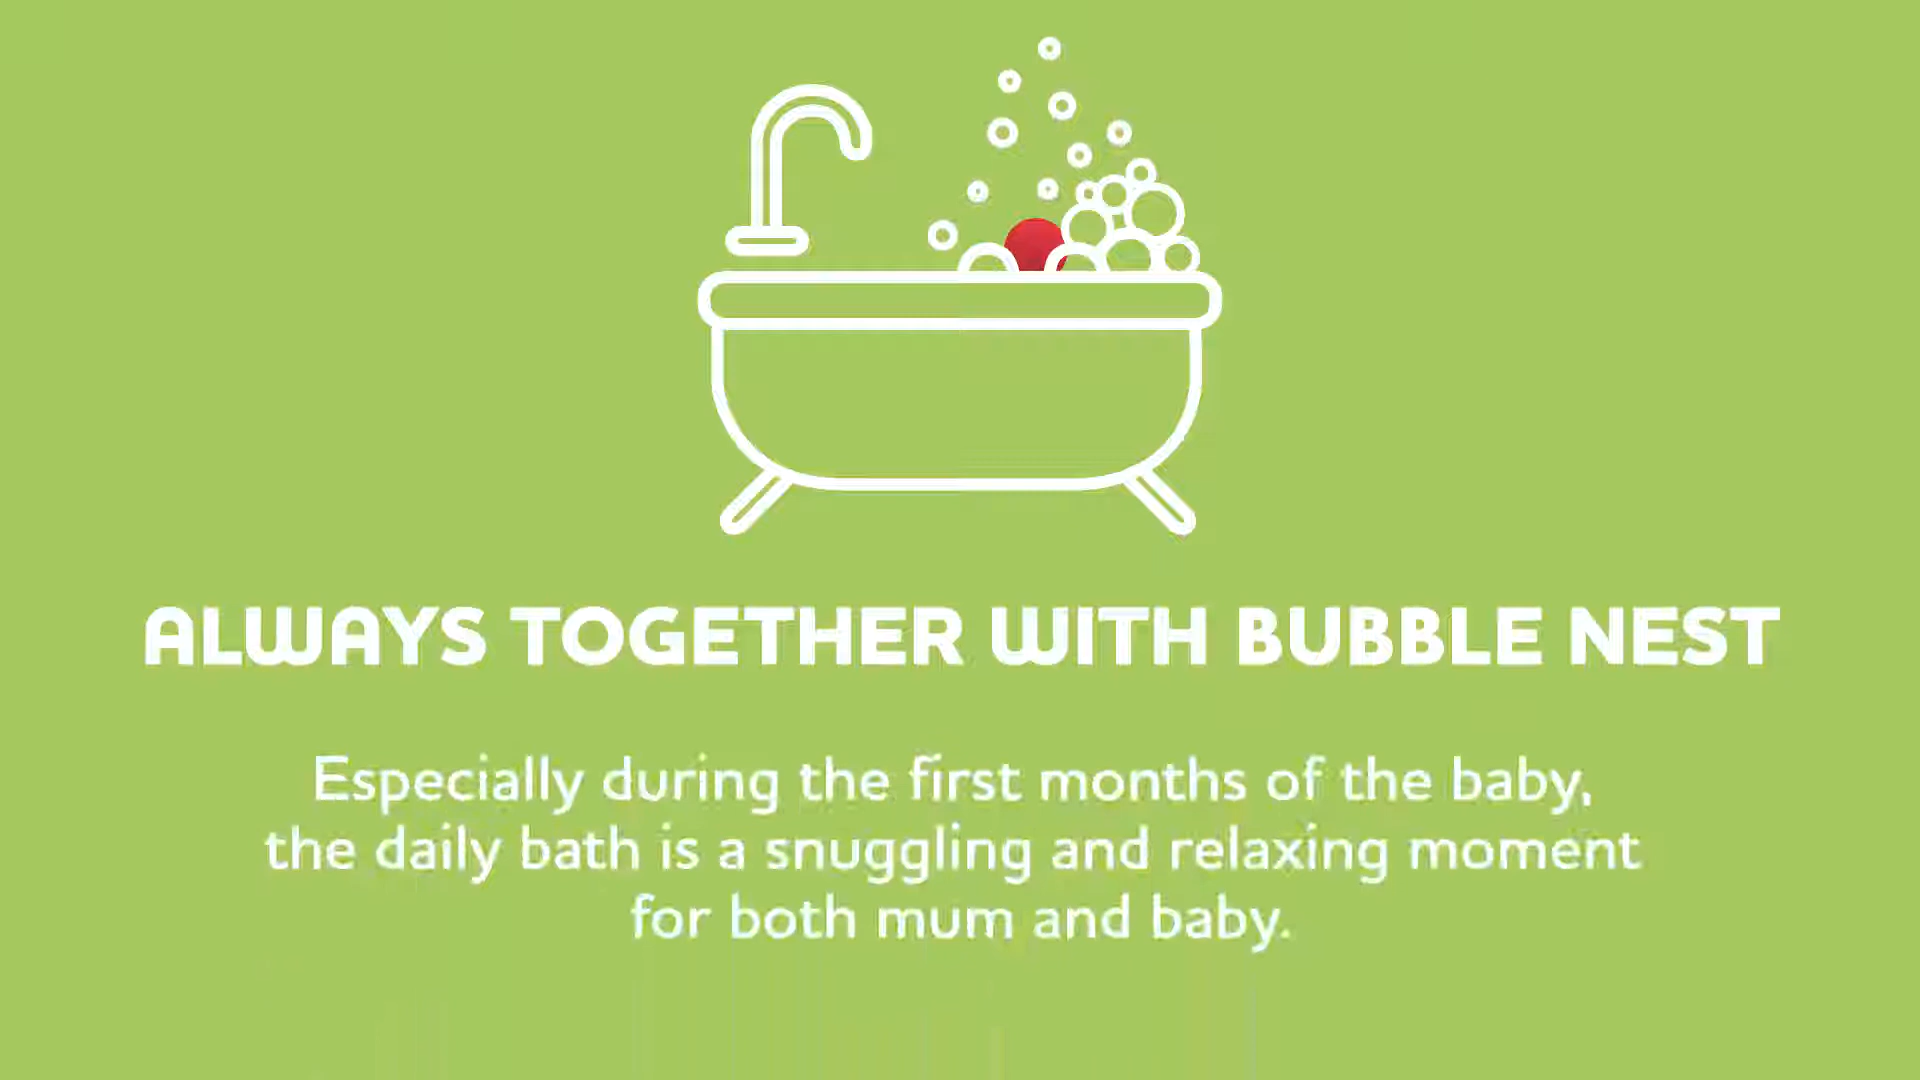 ALWAYS TOGETHER WITH BUBBLE NEST
Especially during the first months of the baby,
the daily bath is a snuggling and relaxing moment
for both mum and baby.